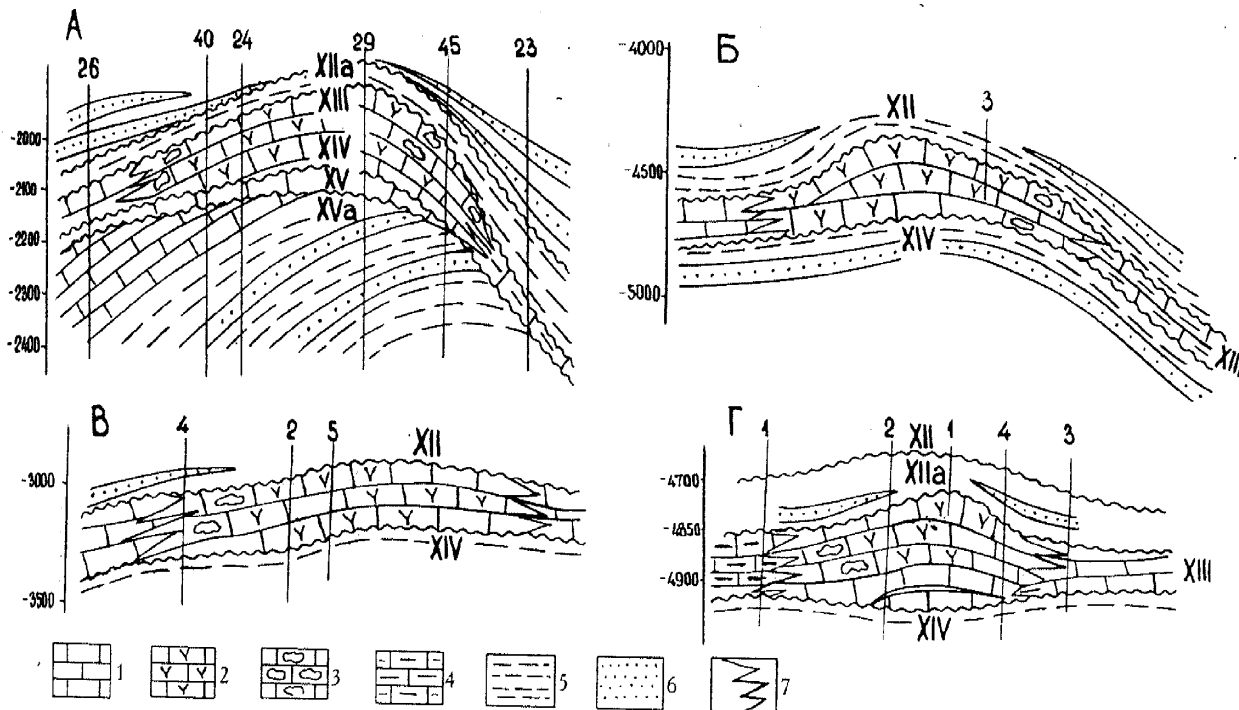 А
26
40
24
29
45
23
XIIa
XIII
XIV
XV
XVa
-2000
-2100
-2200
-2300
-2400
Б
-4000
-4500
-5000
3
XII
XIV
XIII
В
4
2
5
XII
XIV
-3000
-3500
Г
1
2
1
4
3
XII
XIIa
-4700
-4850
-4900
XIII
XIV
1
2
3
4
5
6
7